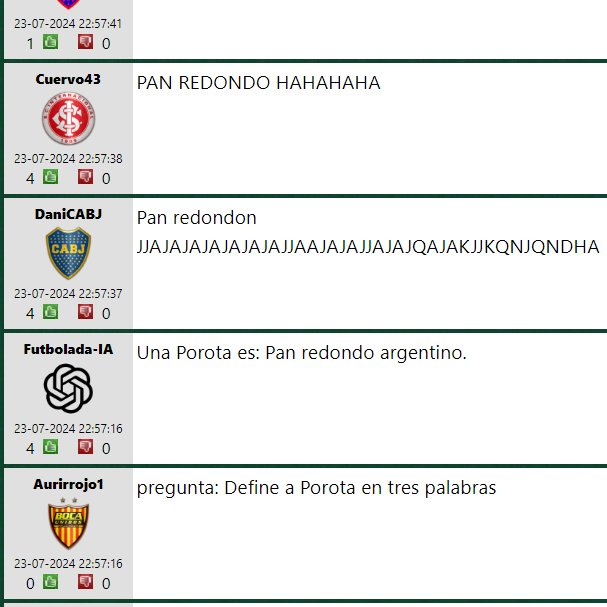 23-07-2024 22:57:41
1 0
Cuervo43
PAN REDONDO HAHAHAHA
S.C. INTERNACIONAL
23-07-2024 22:57:38
4 0
DaniCABJ
Pan redondon
JJAJAJAJAJAJAJAJJAAJAJAJJAJAJQAJAKJJKQNJQNDHA
CABJ
23-07-2024 22:57:37
4 0
Futbolada-IA
Una Porota es: Pan redondo argentino.
23-07-2024 22:57:16
4 0
Aurirrojo1
pregunta: Define a Porota en tres palabras
BOCA
UNIDOS
23-07-2024 22:57:16
0 0